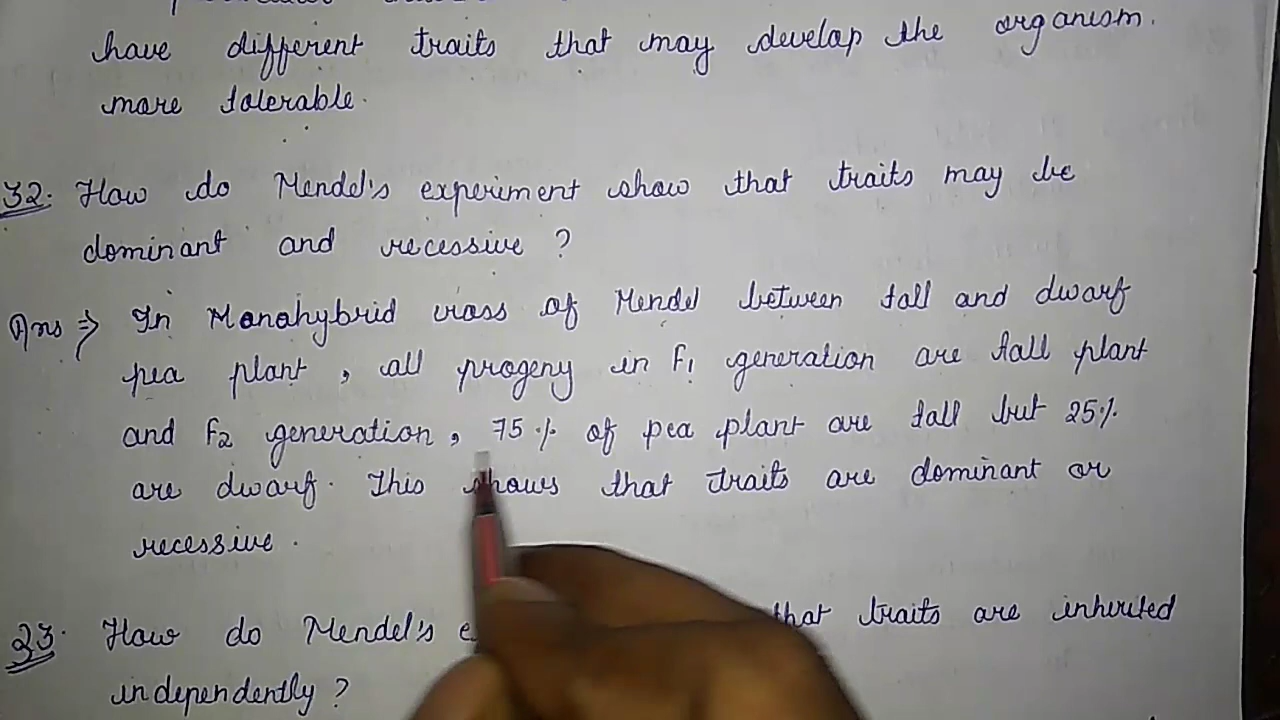 have different traits that may develop the organism.
more tolerable.
32. How do Mendel's experiment show that traits may be
dominant and recessive ?
Ans ⇒ In Monohybrid cross of Mendel between tall and dwarf
pea plant, all progeny in F1 generation are tall plant
and F2 generation, 75% of pea plant are tall but 25%
are dwarf. This shows that traits are dominant or
recessive.
33. How do Mendel's that traits are inherited
independently ?